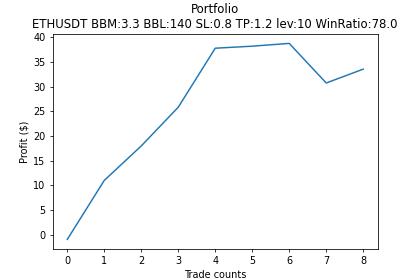 Portfolio
ETHUSDT BBM:3.3 BBL:140 SL:0.8 TP:1.2 lev:10 WinRatio:78.0
40
35
30
25
20
15
10
5
0
Profit ($)
0 1 2 3 4 5 6 7 8
Trade counts